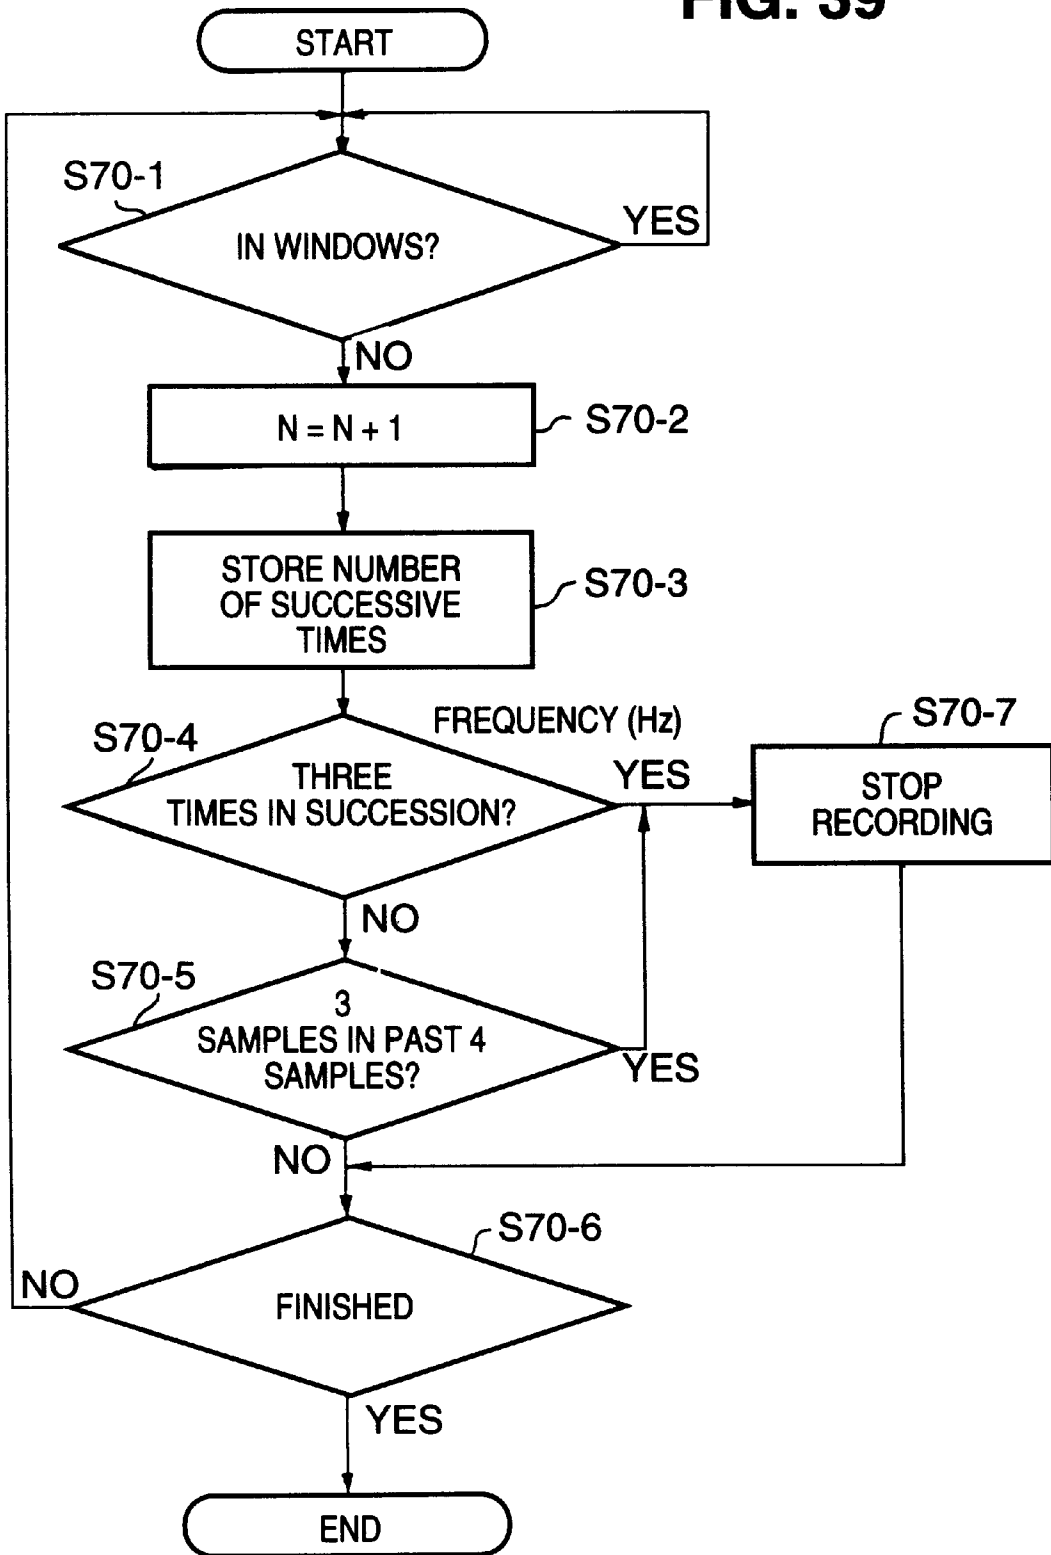 FIG. 39
START
S70-1
IN WINDOWS?
YES
NO
N = N + 1
S70-2
STORE NUMBER
OF SUCCESSIVE
TIMES
S70-3
S70-4
FREQUENCY (Hz)
THREE
TIMES IN SUCCESSION?
YES
S70-7
STOP
RECORDING
NO
S70-5
3
SAMPLES IN PAST 4
SAMPLES?
YES
NO
S70-6
NO
FINISHED
YES
END